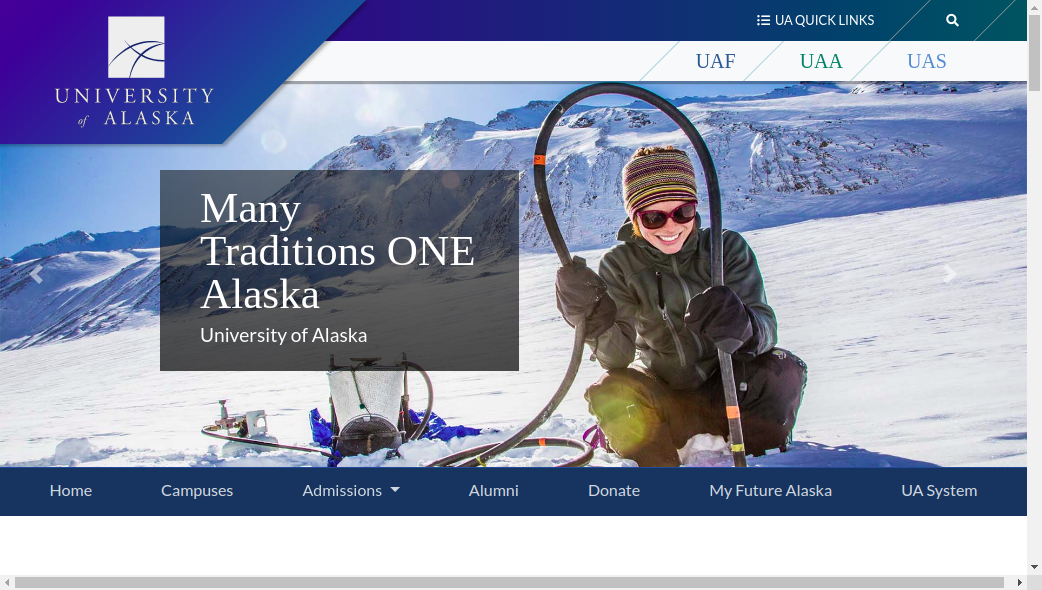 UNIVERSITY
of ALASKA
UA QUICK LINKS
UAF UAA UAS
Many
Traditions ONE
Alaska
University of Alaska
Home Campuses Admissions Alumni Donate My Future Alaska UA System